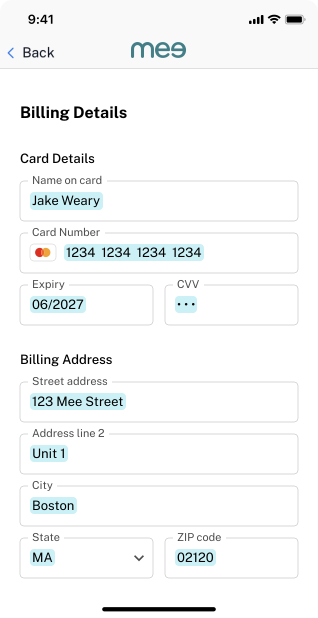 9:41
Back
mee
Billing Details
Card Details
Name on card
Jake Weary
Card Number
1234 1234 1234 1234
Expiry
CVV
06/2027
•••
Billing Address
Street address
123 Mee Street
Address line 2
Unit 1
City
Boston
State
ZIP code
MA
02120